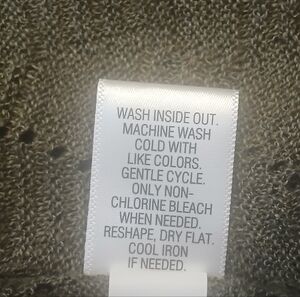 WASH INSIDE OUT.
MACHINE WASH
COLD WITH
LIKE COLORS.
GENTLE CYCLE.
ONLY NON-
CHLORINE BLEACH
WHEN NEEDED.
RESHAPE, DRY FLAT.
COOL IRON
IF NEEDED.